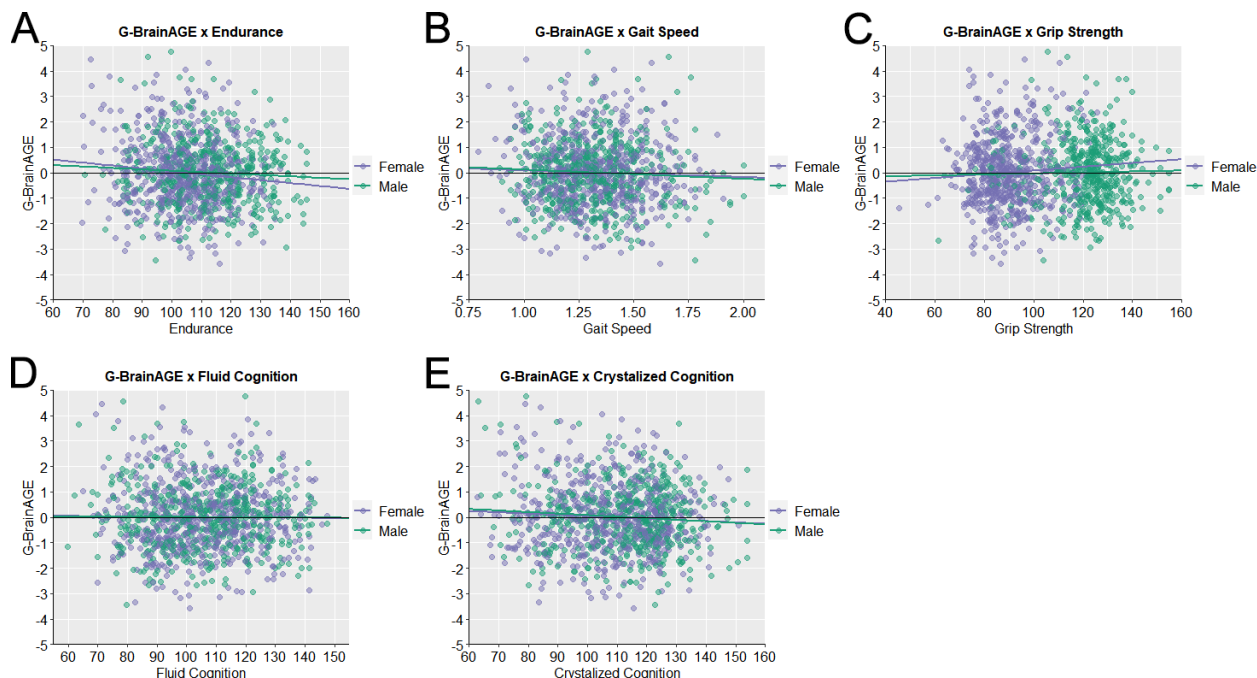 A
G-BrainAGE x Endurance
5
4
3
2
1
0
-1
-2
-3
-4
-5
G-BrainAGE
60 70 80 90 100 110 120 130 140 150 160
Endurance
Female
Male
B
G-BrainAGE x Gait Speed
5
4
3
2
1
0
-1
-2
-3
-4
-5
G-BrainAGE
0.75 1.00 1.25 1.50 1.75 2.00
Gait Speed
Female
Male
C
G-BrainAGE x Grip Strength
5
4
3
2
1
0
-1
-2
-3
-4
-5
G-BrainAGE
40 60 80 100 120 140 160
Grip Strength
Female
Male
D
G-BrainAGE x Fluid Cognition
5
4
3
2
1
0
-1
-2
-3
-4
-5
G-BrainAGE
60 70 80 90 100 110 120 130 140 150
Fluid Cognition
Female
Male
E
G-BrainAGE x Crystalized Cognition
5
4
3
2
1
0
-1
-2
-3
-4
-5
G-BrainAGE
60 70 80 90 100 110 120 130 140 150 160
Crystalized Cognition
Female
Male